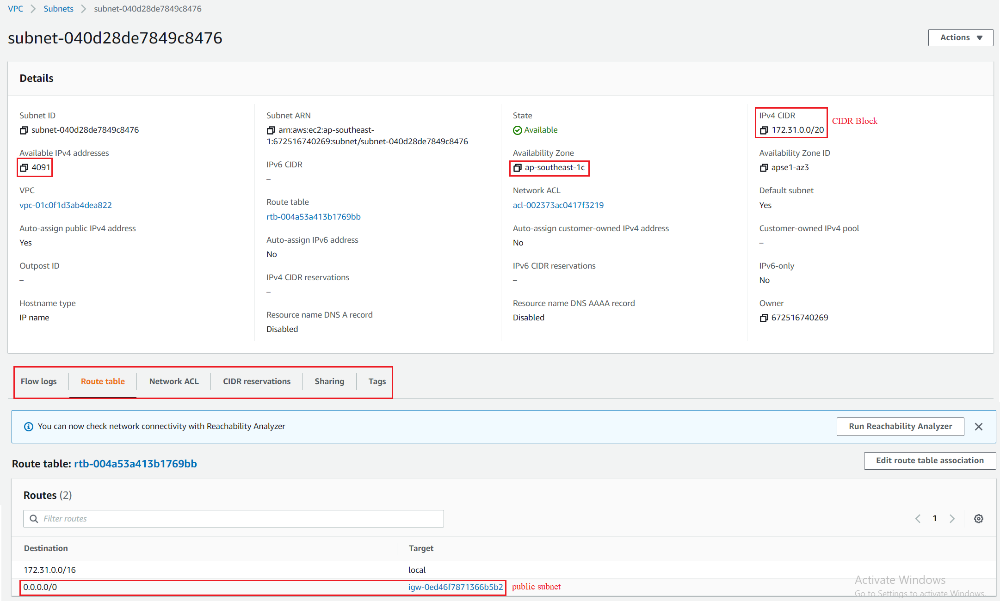 VPC > Subnets > subnet-040d28de7849c8476
subnet-040d28de7849c8476
Actions
Details
Subnet ID
subnet-040d28de7849c8476
Available IPv4 addresses
4091
VPC
vpc-01c0f1d3ab4dea822
Auto-assign public IPv4 address
Yes
Outpost ID
–
Hostname type
IP name
Subnet ARN
arn:aws:ec2:ap-southeast-
1:672516740269:subnet/subnet-040d28de7849c8476
IPv6 CIDR
–
Route table
rtb-004a53a413b1769bb
Auto-assign IPv6 address
No
IPv4 CIDR reservations
–
Resource name DNS A record
Disabled
State
Available
Availability Zone
ap-southeast-1c
Network ACL
acl-002373ac0417f3219
Auto-assign customer-owned IPv4 address
No
IPv6 CIDR reservations
–
Resource name DNS AAAA record
Disabled
IPv4 CIDR
172.31.0.0/20
CIDR Block
Availability Zone ID
apse1-az3
Default subnet
Yes
Customer-owned IPv4 pool
–
IPv6-only
No
Owner
672516740269
Flow logs Route table Network ACL CIDR reservations Sharing Tags
You can now check network connectivity with Reachability Analyzer
Run Reachability Analyzer
Route table: rtb-004a53a413b1769bb
Edit route table association
Routes (2)
Filter routes
1
Destination Target
172.31.0.0/16 local
0.0.0.0/0 igw-0ed46f7871366b5b2 public subnet
Activate Windows
Go to Settings to activate Windows.